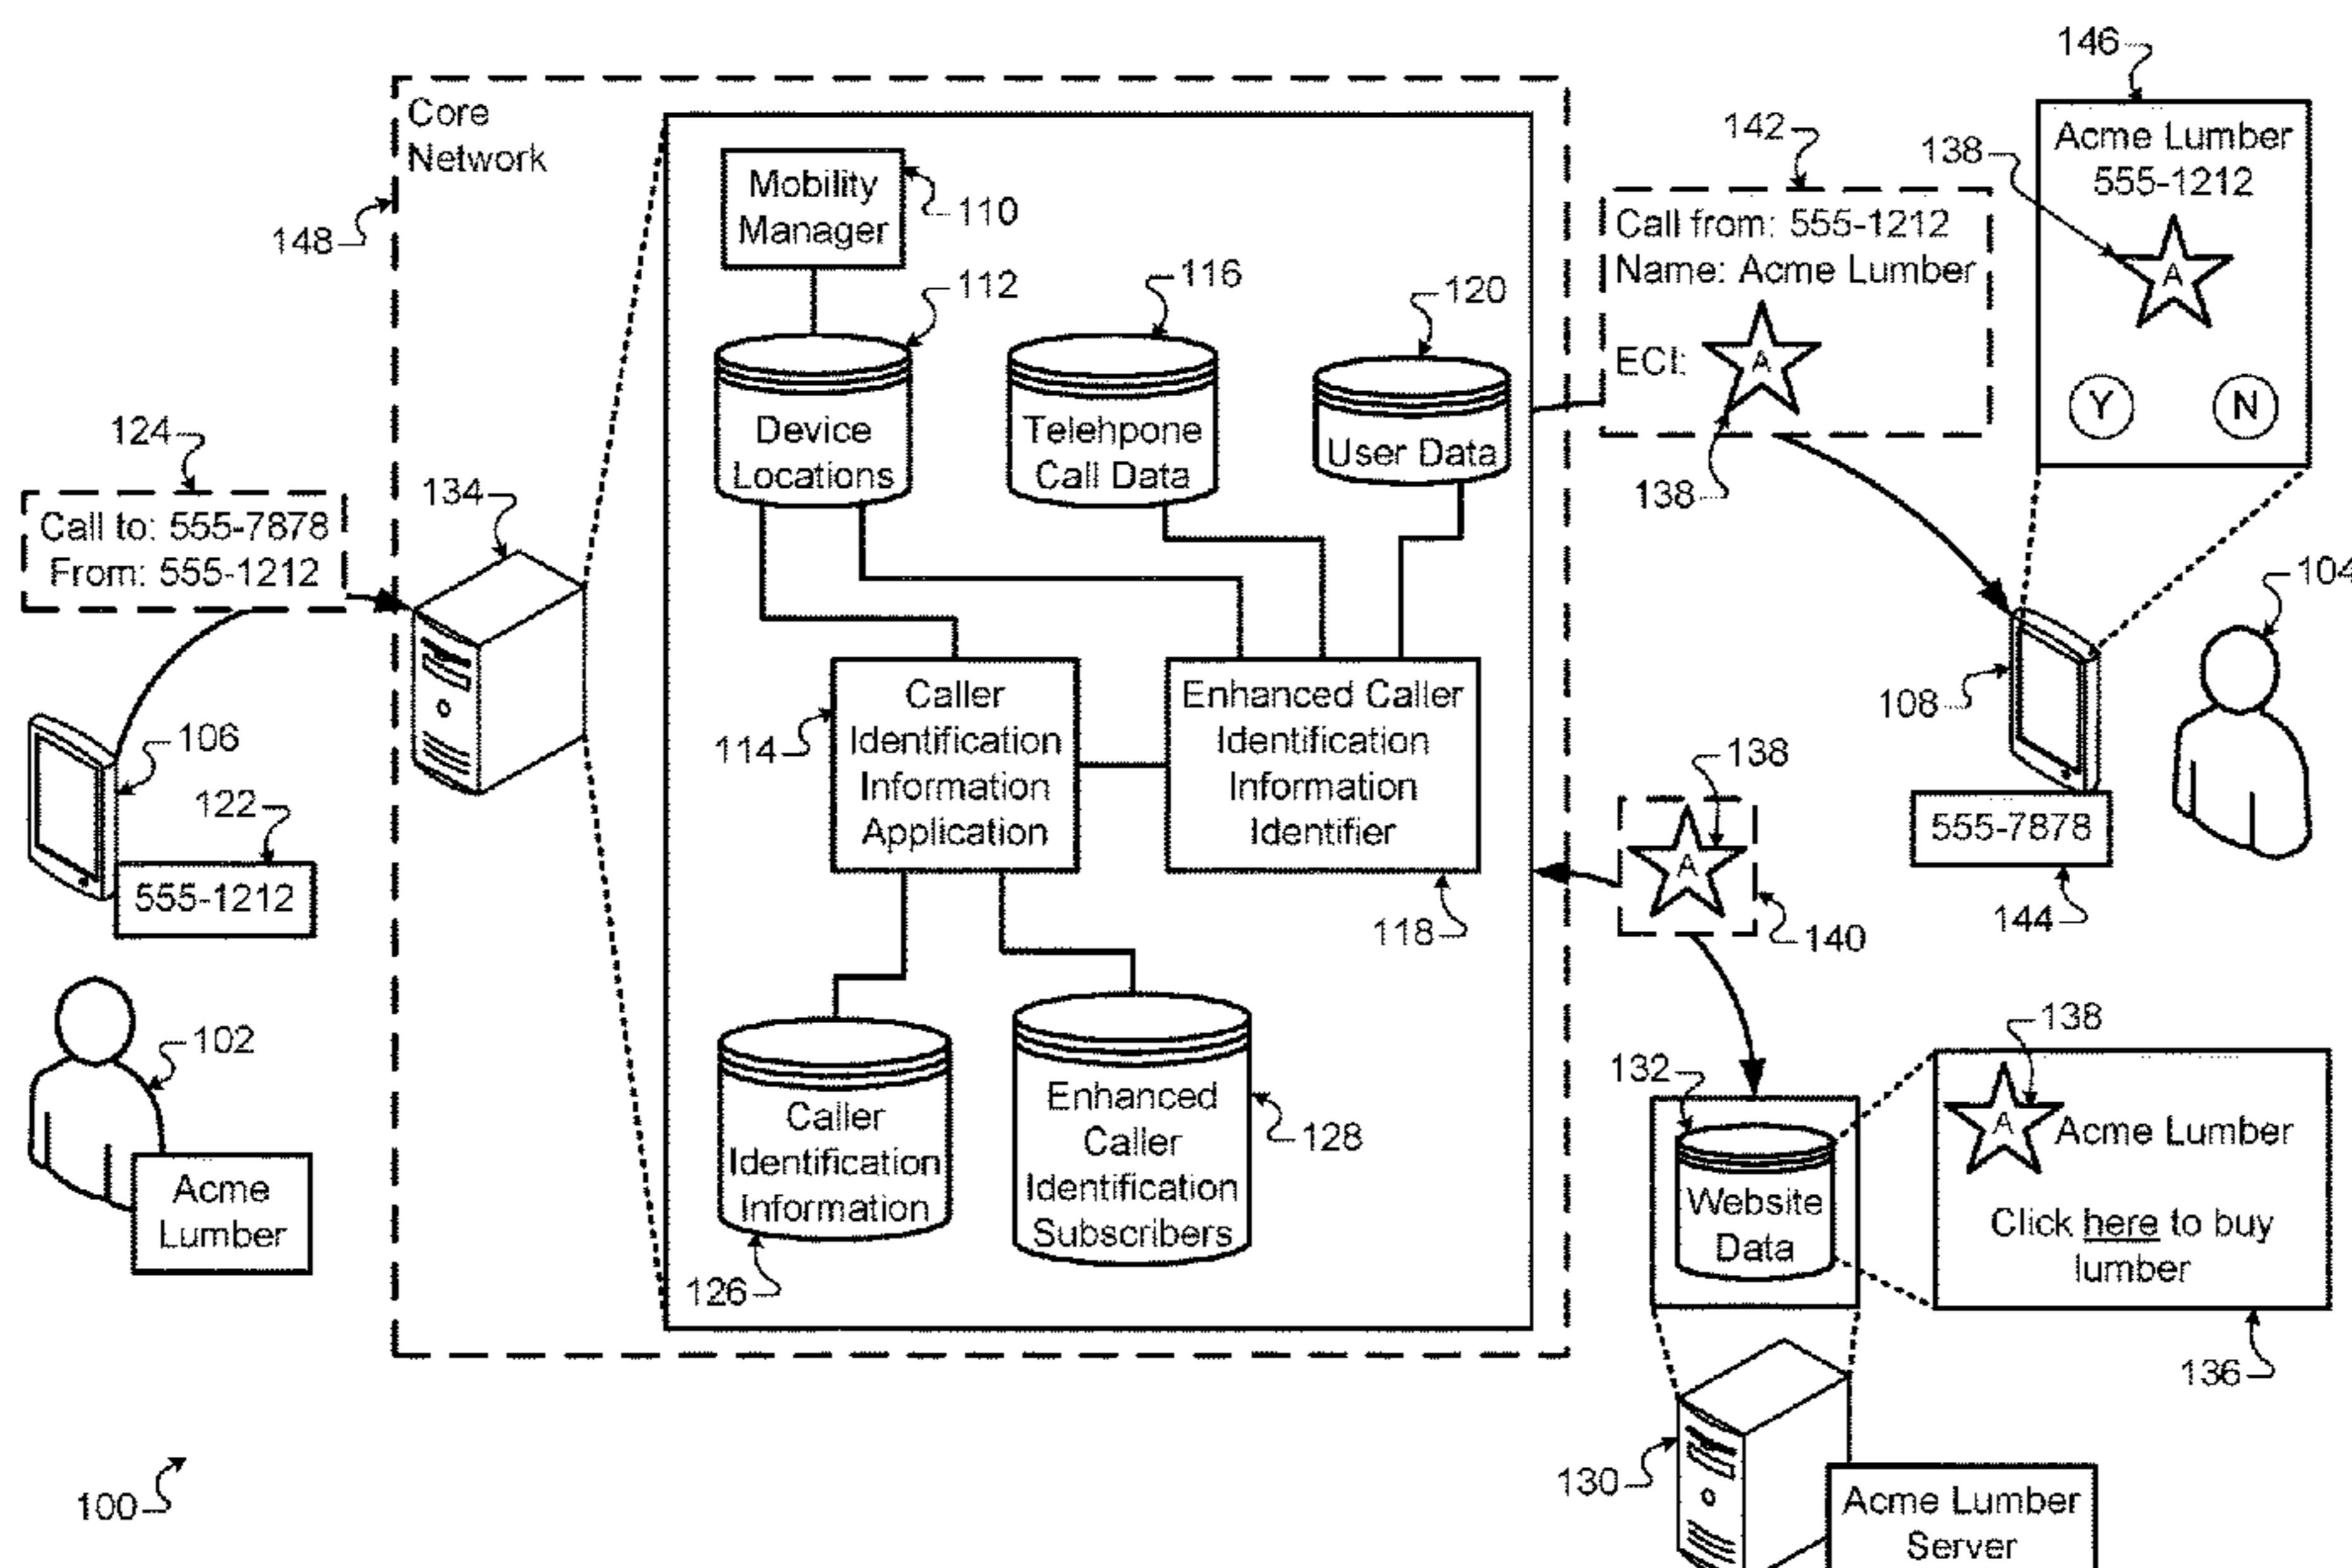 146
Core
Network
142
138
Acme Lumber
555-1212
A
Y
N
Mobility
Manager
110
148
Call from: 555-1212
Name: Acme Lumber
ECI:
A
138
112
116
120
Device
Locations
Telehpone
Call Data
User Data
124
Call to: 555-7878
From: 555-1212
134
104
108
555-7878
144
106
122
555-1212
114
Caller
Identification
Information
Application
Enhanced Caller
Identification
Information
Identifier
118
138
A
140
102
Acme
Lumber
Caller
Identification
Information
126
Enhanced
Caller
Identification
Subscribers
128
132
Website
Data
138
A
Acme Lumber
Click here to buy
lumber
136
130
Acme Lumber
Server
100